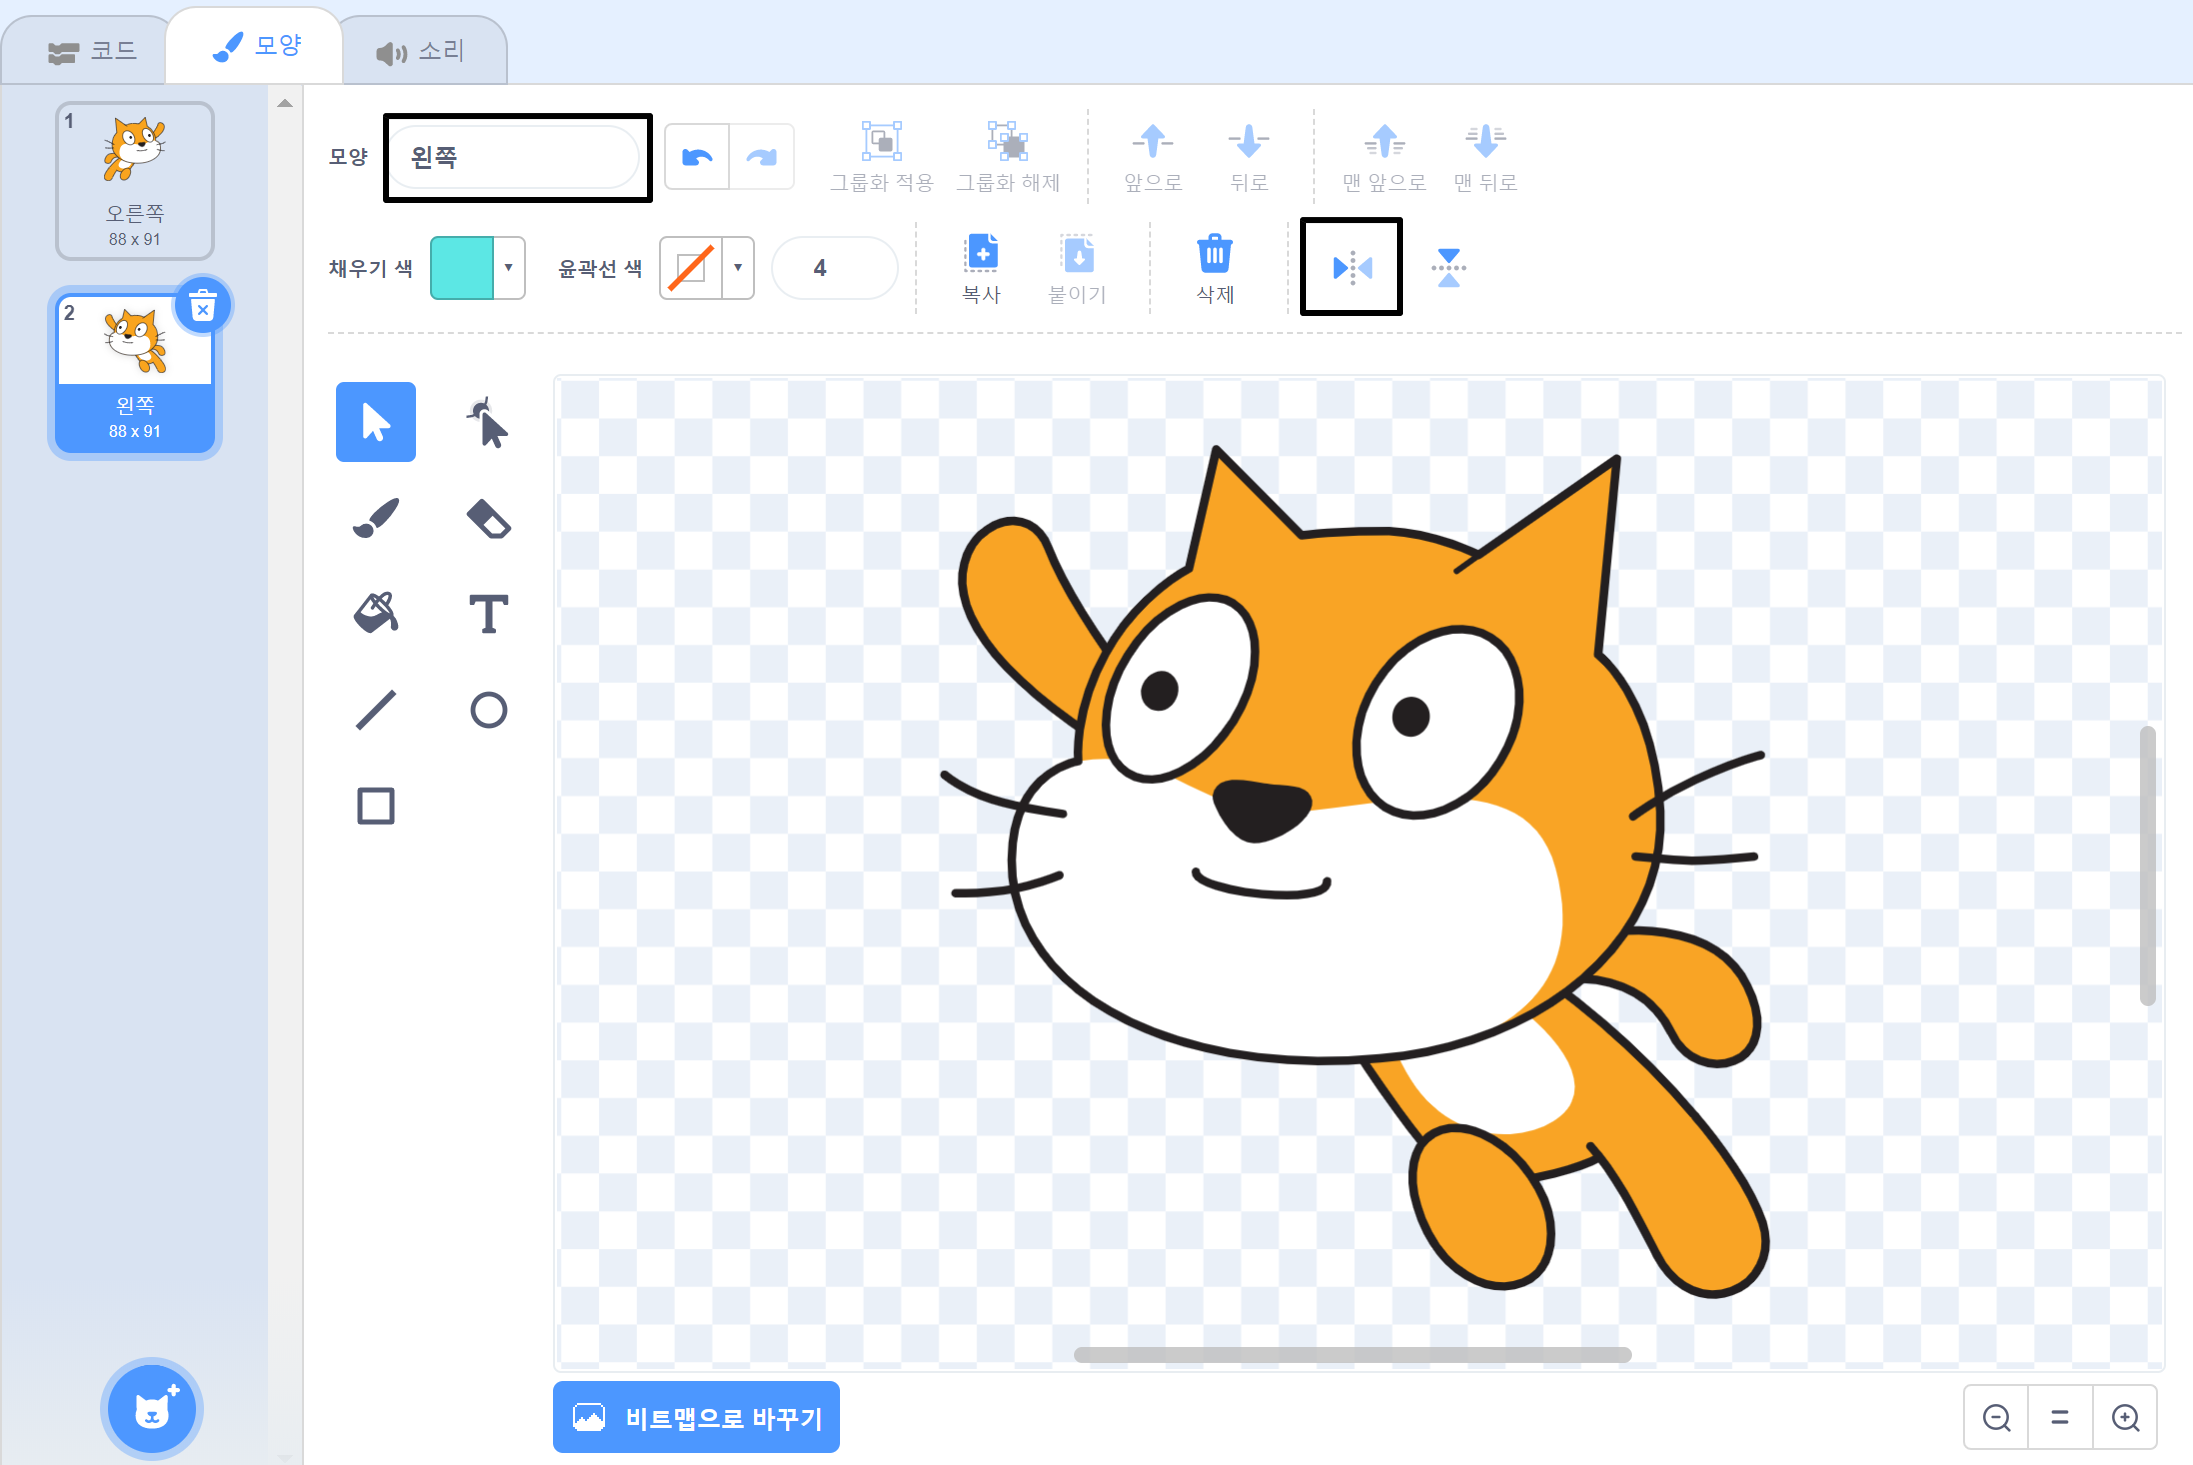 코드
모양
소리
1
오른쪽
88 x 91
2
왼쪽
88 x 91
모양
왼쪽
그룹화 적용
그룹화 해제
앞으로
뒤로
맨 앞으로
맨 뒤로
채우기 색
윤곽선 색
4
복사
붙이기
삭제
비트맵으로 바꾸기